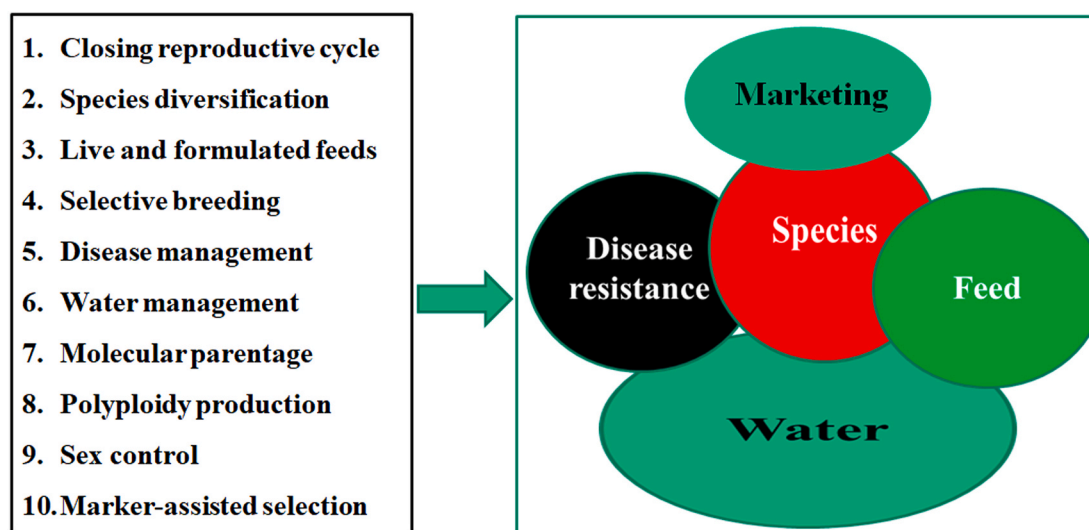 1. Closing reproductive cycle
2. Species diversification
3. Live and formulated feeds
4. Selective breeding
5. Disease management
6. Water management
7. Molecular parentage
8. Polyploidy production
9. Sex control
10. Marker-assisted selection
Marketing
Species
Disease
resistance
Feed
Water